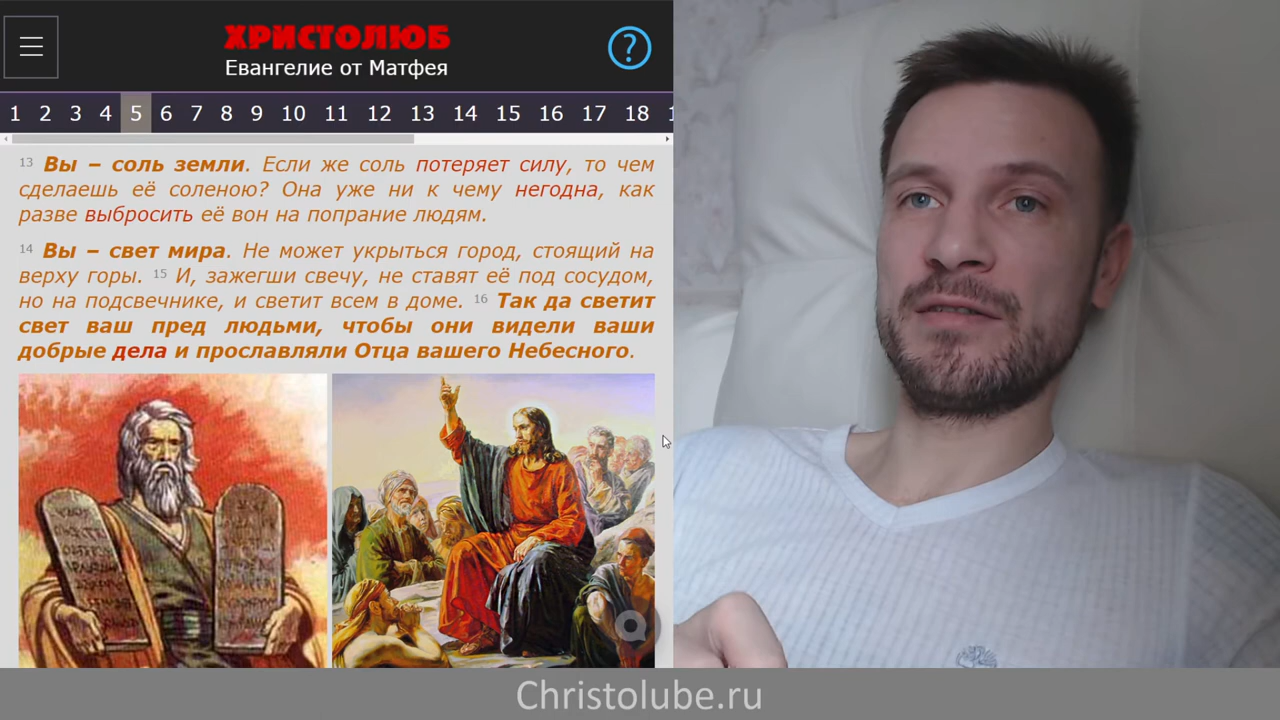 ХРИСТОЛЮБ
Евангелие от Матфея
?
1 2 3 4 5 6 7 8 9 10 11 12 13 14 15 16 17 18
13 Вы – соль земли. Если же соль потеряет силу, то чем
сделаешь её соленою? Она уже ни к чему негодна, как
разве выбросить её вон на попрание людям.
14 Вы – свет мира. Не может укрыться город, стоящий на
верху горы. 15 И, зажегши свечу, не ставят её под сосудом,
но на подсвечнике, и светит всем в доме. 16 Так да светит
свет ваш пред людьми, чтобы они видели ваши
добрые дела и прославляли Отца вашего Небесного.
Christolube.ru